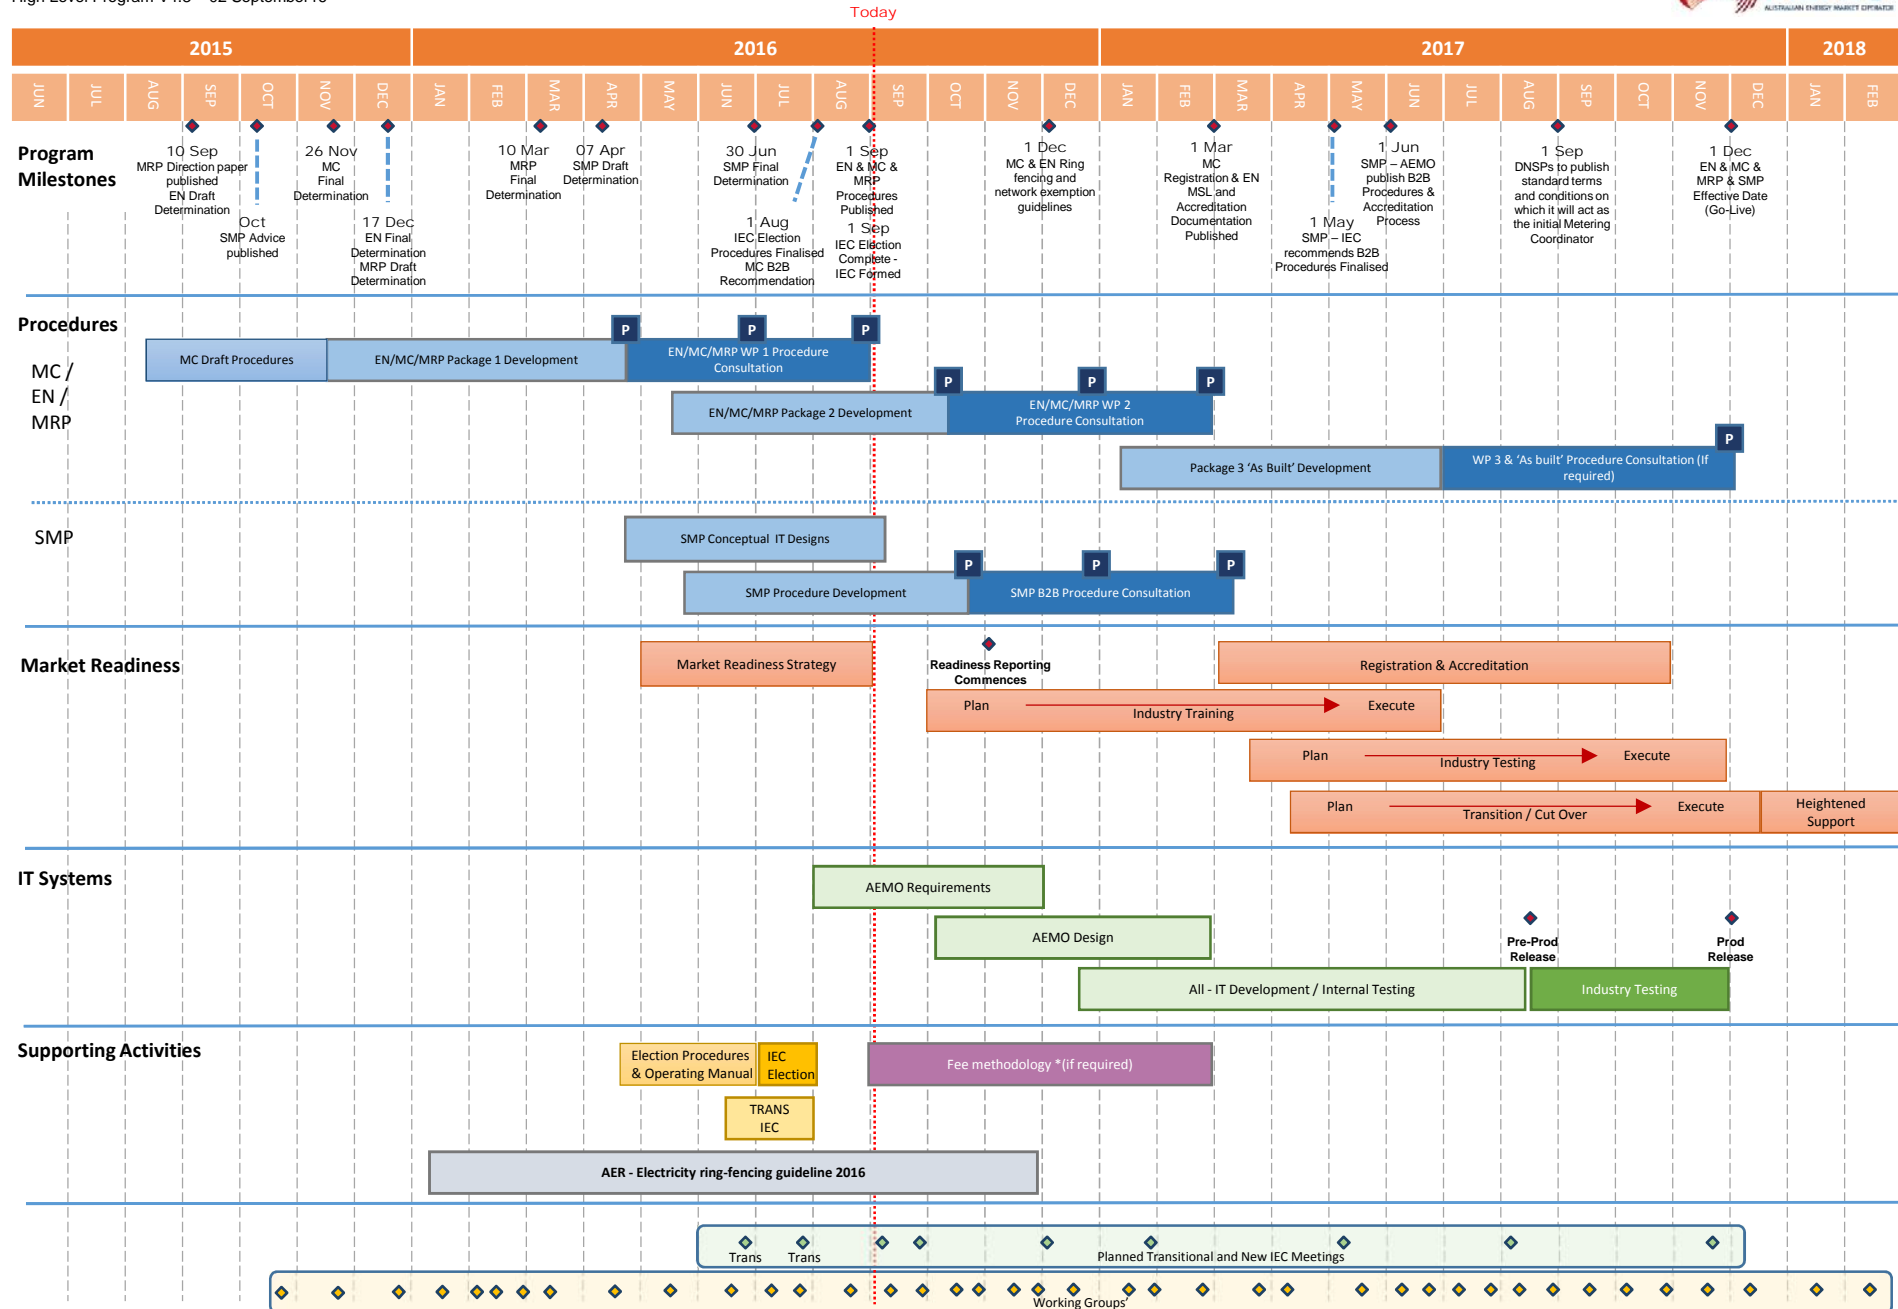 Today
AUSTRALIAN ENERGY MARKET OPERATOR
2015
2016
2017
2018
JUN
JUL
AUG
SEP
OCT
NOV
DEC
JAN
FEB
MAR
APR
MAY
JUN
JUL
AUG
SEP
OCT
NOV
DEC
JAN
FEB
MAR
APR
MAY
JUN
JUL
AUG
SEP
OCT
NOV
DEC
JAN
FEB
Program
Milestones
10 Sep
MRP Direction paper
published
EN Draft
Determination
Oct
SMP Advice
published
26 Nov
MC
Final
Determination
17 Dec
EN Final
Determination
MRP Draft
Determination
10 Mar
MRP
Final
Determination
07 Apr
SMP Draft
Determination
30 Jun
SMP Final
Determination
1 Aug
IEC Election
Procedures Finalised
MC B2B
Recommendation
1 Sep
EN & MC &
MRP
Procedures
Published
1 Sep
IEC Election
Complete -
IEC Formed
1 Dec
MC & EN Ring
fencing and
network exemption
guidelines
1 Mar
MC
Registration & EN
MSL and
Accreditation
Documentation
Published
1 May
SMP – IEC
recommends B2B
Procedures Finalised
1 Jun
SMP – AEMO
publish B2B
Procedures &
Accreditation
Process
1 Sep
DNSPs to publish
standard terms
and conditions on
which it will act as
the initial Metering
Coordinator
1 Dec
EN & MC &
MRP & SMP
Effective Date
(Go-Live)
Procedures
MC /
EN /
MRP
P
P
P
MC Draft Procedures
EN/MC/MRP Package 1 Development
EN/MC/MRP WP 1 Procedure
Consultation
P
P
P
EN/MC/MRP Package 2 Development
EN/MC/MRP WP 2
Procedure Consultation
P
Package 3 ‘As Built’ Development
WP 3 & ‘As built’ Procedure Consultation (If
required)
SMP
SMP Conceptual IT Designs
P
P
P
SMP Procedure Development
SMP B2B Procedure Consultation
Market Readiness
Market Readiness Strategy
Readiness Reporting
Commences
Registration & Accreditation
Plan
Industry Training
Execute
Plan
Industry Testing
Execute
Plan
Transition / Cut Over
Execute
Heightened
Support
IT Systems
AEMO Requirements
AEMO Design
Pre-Prod
Release
Prod
Release
All - IT Development / Internal Testing
Industry Testing
Supporting Activities
Election Procedures
& Operating Manual
IEC
Election
Fee methodology *(if required)
TRANS
IEC
AER - Electricity ring-fencing guideline 2016
Trans
Trans
Planned Transitional and New IEC Meetings
Working Groups’